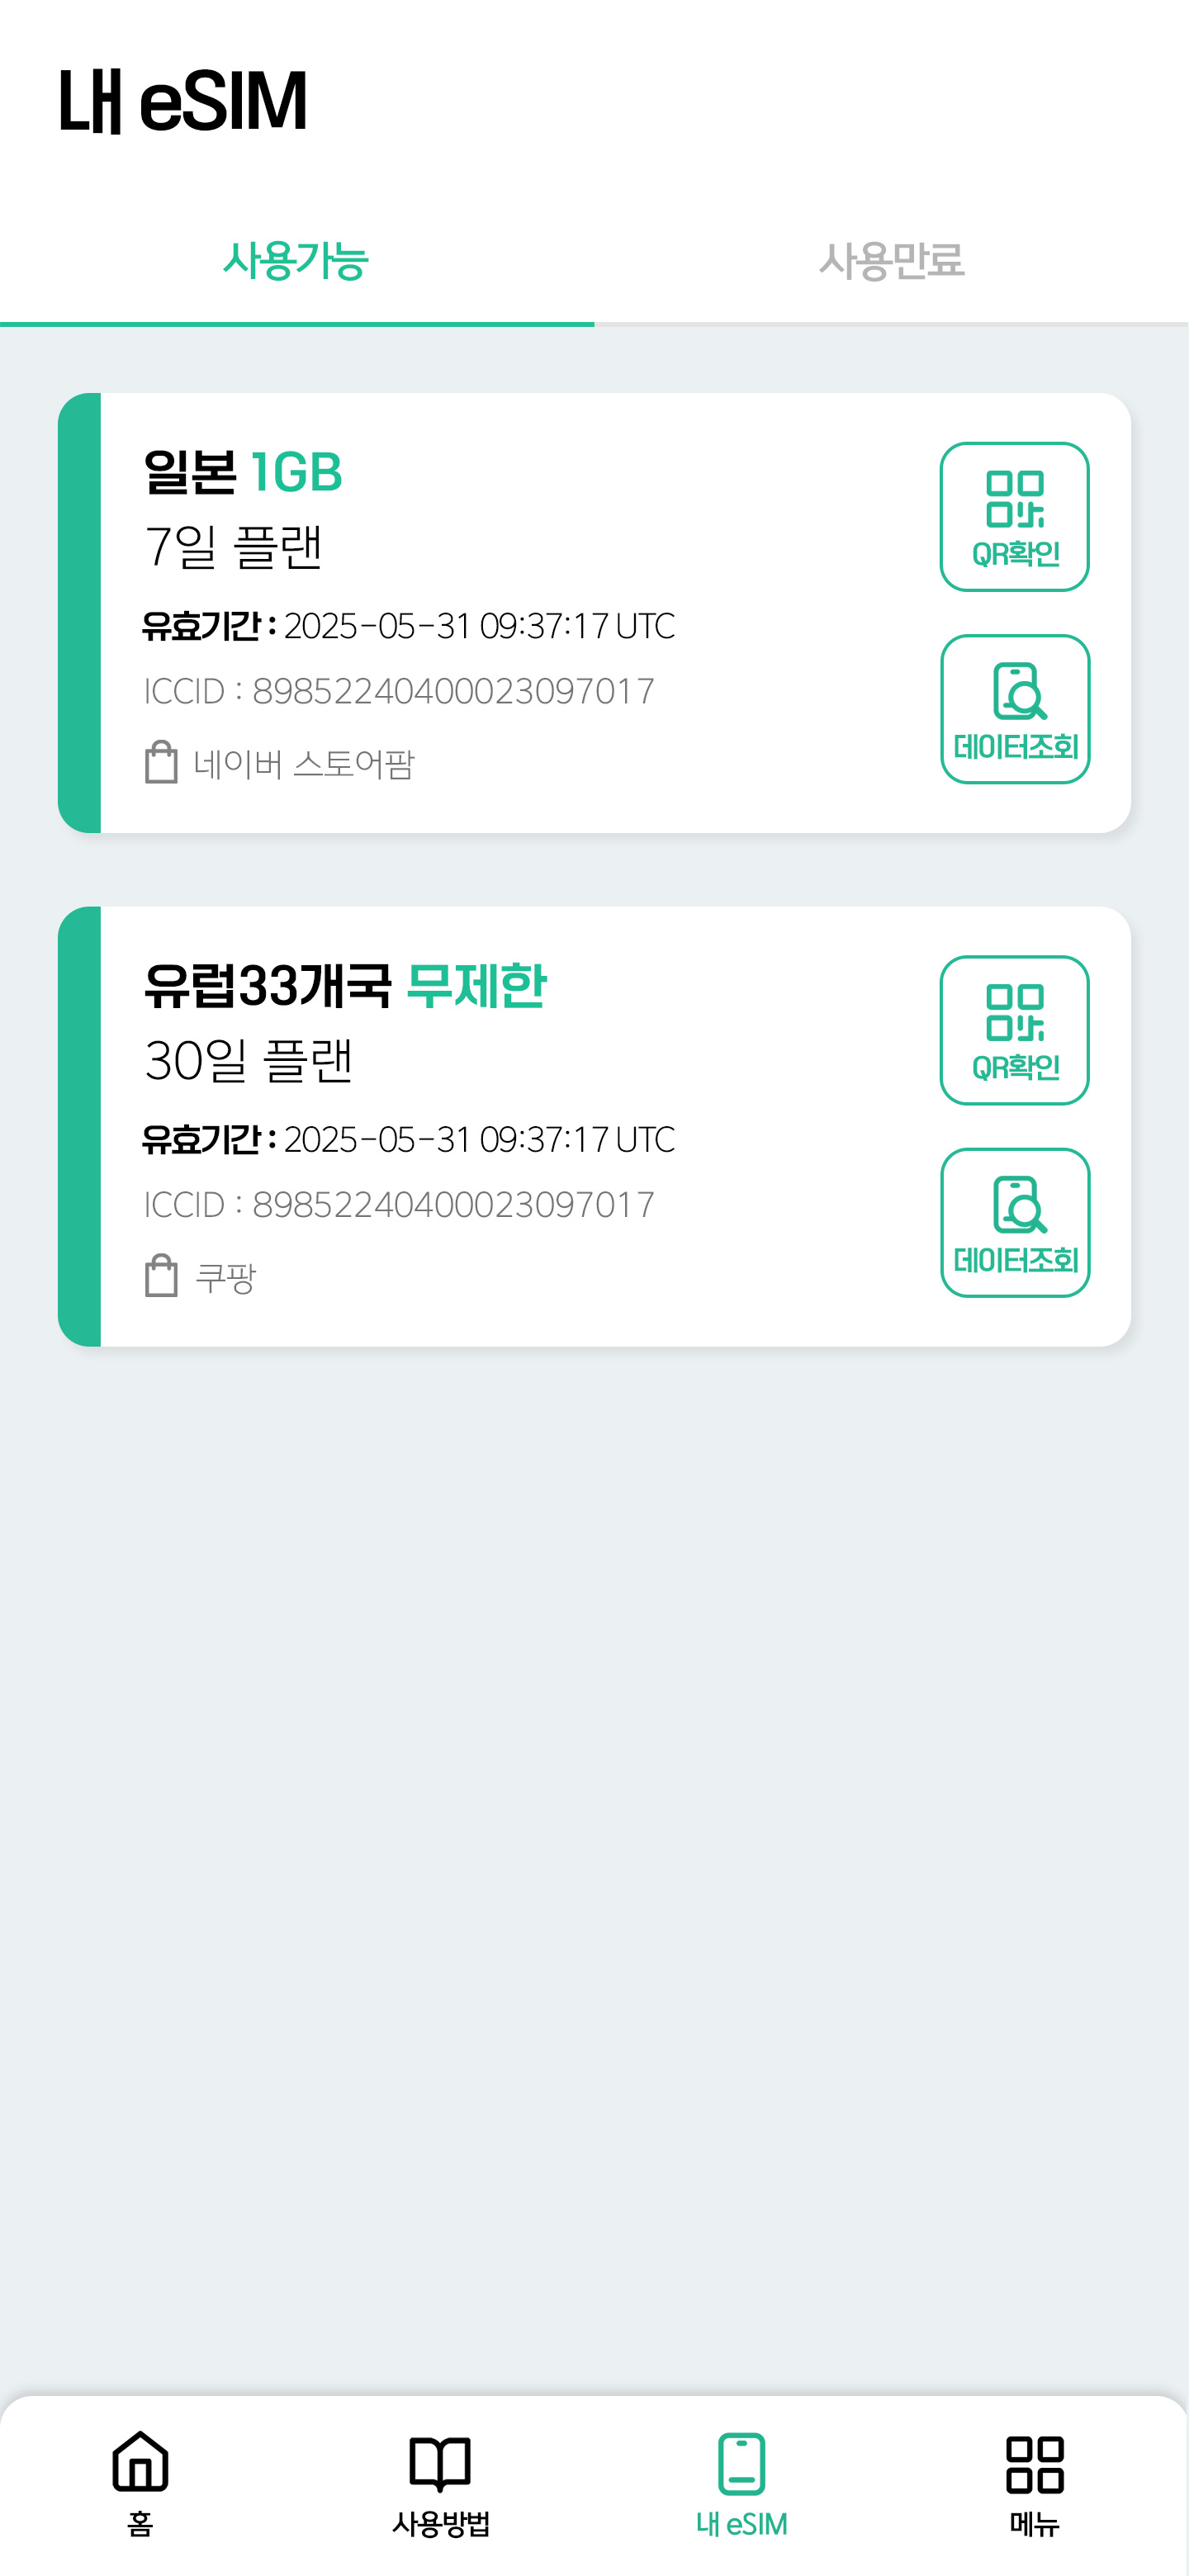 내 eSIM
사용가능
사용만료
일본 1GB
7일 플랜
유효기간 : 2025-05-31 09:37:17 UTC
ICCID : 89852240400023097017
네이버 스토어팜
QR확인
데이터조회
유럽33개국 무제한
30일 플랜
유효기간 : 2025-05-31 09:37:17 UTC
ICCID : 89852240400023097017
쿠팡
QR확인
데이터조회
홈
사용방법
내 eSIM
메뉴